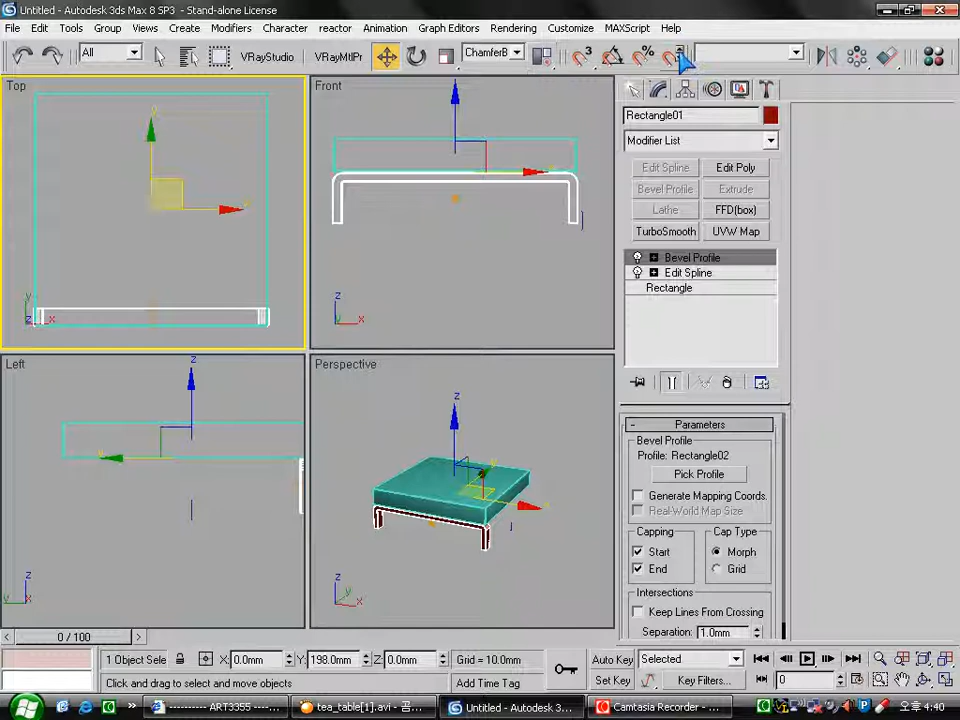 Untitled - Autodesk 3ds Max 8 SP3 - Stand-alone License
File Edit Tools Group Views Create Modifiers Character reactor Animation Graph Editors Rendering Customize MAXScript Help
All VRayStudio VRayMtlPr ChamferB 3 %
Top Front
Rectangle01
Modifier List
Edit Spline Edit Poly
Bevel Profile Extrude
Lathe FFD(box)
TurboSmooth UVW Map
Bevel Profile
Edit Spline
Rectangle
Left Perspective
Parameters
Bevel Profile
Profile: Rectangle02
Pick Profile
Generate Mapping Coords.
Real-World Map Size
Capping Cap Type
Start Morph
End Grid
Intersections
Keep Lines From Crossing
Separation: 1.0mm
0 / 100
1 Object Sele X: 0.0mm Y: 198.0mm Z: 0.0mm Grid = 10.0mm Auto Key Selected
Click and drag to select and move objects Add Time Tag Set Key Key Filters... 0
---------- ART3355 ----... tea_table[1].avi - 곰... Untitled - Autodesk 3... Camtasia Recorder - ... 오후 4:40